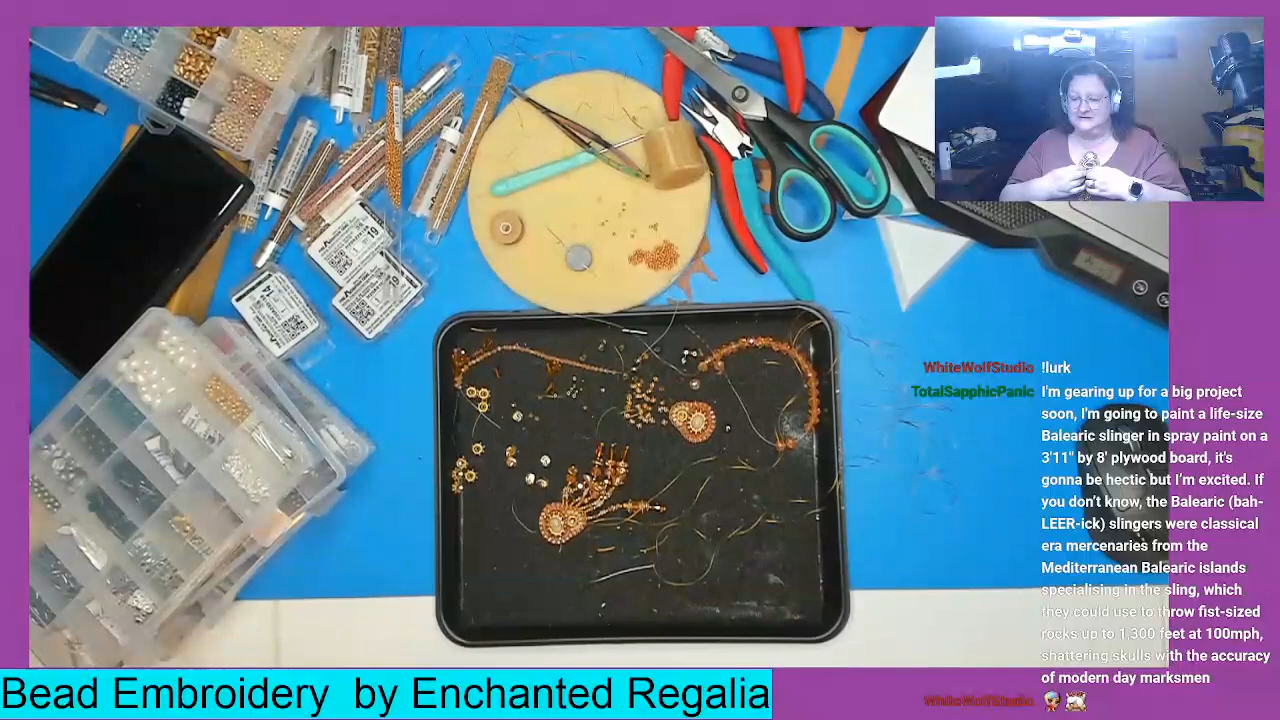 WhiteWolfStudio !lurk
TotalSapphicPanic I'm gearing up for a big project
soon, I'm going to paint a life-size
Balearic slinger in spray paint on a
3'11" by 8' plywood board, it's
gonna be hectic but I'm excited. If
you don't know, the Balearic (bah-
LEER-ick) slingers were classical
era mercenaries from the
Mediterranean Balearic islands
specialising in the sling, which
they could use to throw fist-sized
rocks up to 1,300 feet at 100mph,
shattering skulls with the accuracy
of modern day marksmen
WhiteWolfStudio
Bead Embroidery by Enchanted Regalia